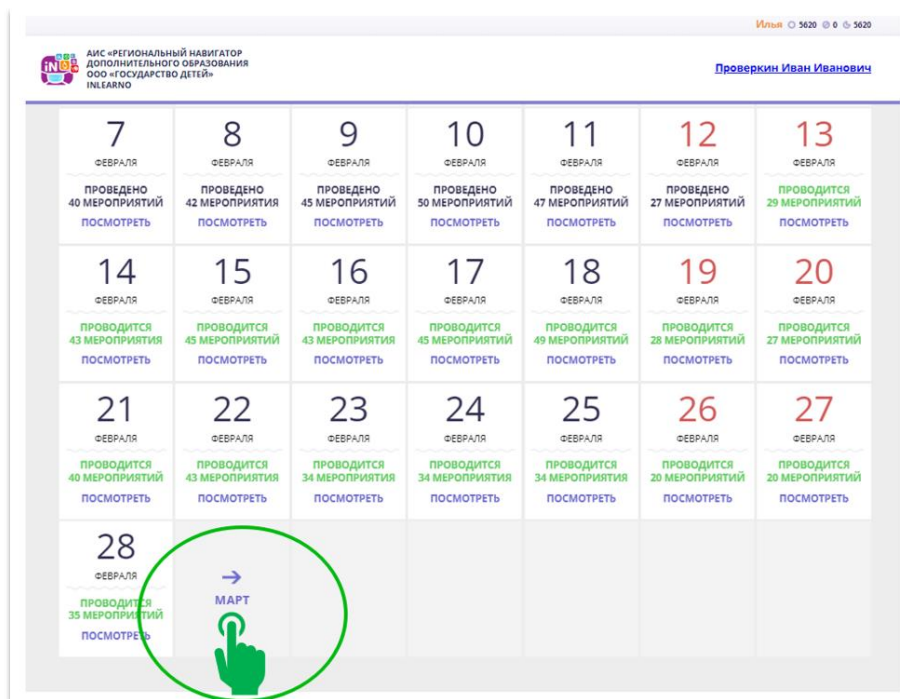 Илья 5620 0 5620
iNO
АИС «РЕГИОНАЛЬНЫЙ НАВИГАТОР
ДОПОЛНИТЕЛЬНОГО ОБРАЗОВАНИЯ
ООО «ГОСУДАРСТВО ДЕТЕЙ»
INLEARNO
Проверкин Иван Иванович
7 8 9 10 11 12 13
ФЕВРАЛЯ ФЕВРАЛЯ ФЕВРАЛЯ ФЕВРАЛЯ ФЕВРАЛЯ ФЕВРАЛЯ ФЕВРАЛЯ
ПРОВЕДЕНО ПРОВЕДЕНО ПРОВЕДЕНО ПРОВЕДЕНО ПРОВЕДЕНО ПРОВЕДЕНО ПРОВОДИТСЯ
40 МЕРОПРИЯТИЙ 42 МЕРОПРИЯТИЯ 45 МЕРОПРИЯТИЙ 50 МЕРОПРИЯТИЙ 47 МЕРОПРИЯТИЙ 27 МЕРОПРИЯТИЙ 29 МЕРОПРИЯТИЙ
ПОСМОТРЕТЬ ПОСМОТРЕТЬ ПОСМОТРЕТЬ ПОСМОТРЕТЬ ПОСМОТРЕТЬ ПОСМОТРЕТЬ ПОСМОТРЕТЬ
14 15 16 17 18 19 20
ФЕВРАЛЯ ФЕВРАЛЯ ФЕВРАЛЯ ФЕВРАЛЯ ФЕВРАЛЯ ФЕВРАЛЯ ФЕВРАЛЯ
ПРОВОДИТСЯ ПРОВОДИТСЯ ПРОВОДИТСЯ ПРОВОДИТСЯ ПРОВОДИТСЯ ПРОВОДИТСЯ ПРОВОДИТСЯ
43 МЕРОПРИЯТИЯ 45 МЕРОПРИЯТИЙ 43 МЕРОПРИЯТИЯ 45 МЕРОПРИЯТИЙ 49 МЕРОПРИЯТИЙ 28 МЕРОПРИЯТИЙ 27 МЕРОПРИЯТИЙ
ПОСМОТРЕТЬ ПОСМОТРЕТЬ ПОСМОТРЕТЬ ПОСМОТРЕТЬ ПОСМОТРЕТЬ ПОСМОТРЕТЬ ПОСМОТРЕТЬ
21 22 23 24 25 26 27
ФЕВРАЛЯ ФЕВРАЛЯ ФЕВРАЛЯ ФЕВРАЛЯ ФЕВРАЛЯ ФЕВРАЛЯ ФЕВРАЛЯ
ПРОВОДИТСЯ ПРОВОДИТСЯ ПРОВОДИТСЯ ПРОВОДИТСЯ ПРОВОДИТСЯ ПРОВОДИТСЯ ПРОВОДИТСЯ
40 МЕРОПРИЯТИЙ 43 МЕРОПРИЯТИЯ 34 МЕРОПРИЯТИЯ 34 МЕРОПРИЯТИЯ 34 МЕРОПРИЯТИЯ 20 МЕРОПРИЯТИЙ 20 МЕРОПРИЯТИЙ
ПОСМОТРЕТЬ ПОСМОТРЕТЬ ПОСМОТРЕТЬ ПОСМОТРЕТЬ ПОСМОТРЕТЬ ПОСМОТРЕТЬ ПОСМОТРЕТЬ
28
ФЕВРАЛЯ
ПРОВОДИТСЯ
35 МЕРОПРИЯТИЙ
ПОСМОТРЕТЬ
→
МАРТ